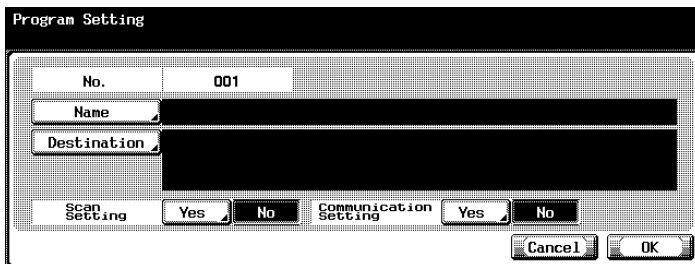 Program Setting
No. 001
Name
Destination
Scan Setting Yes No Communication Setting Yes No
Cancel OK